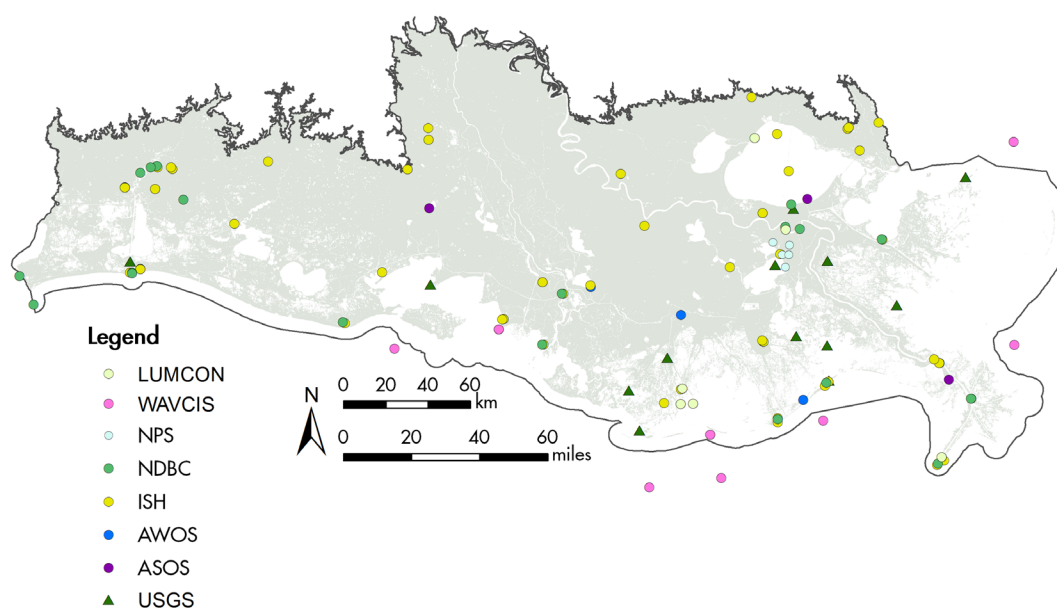 Legend
LUMCON
WAVCIS
NPS
NDBC
ISH
AWOS
ASOS
USGS
N
0 20 40 60
km
0 20 40 60
miles